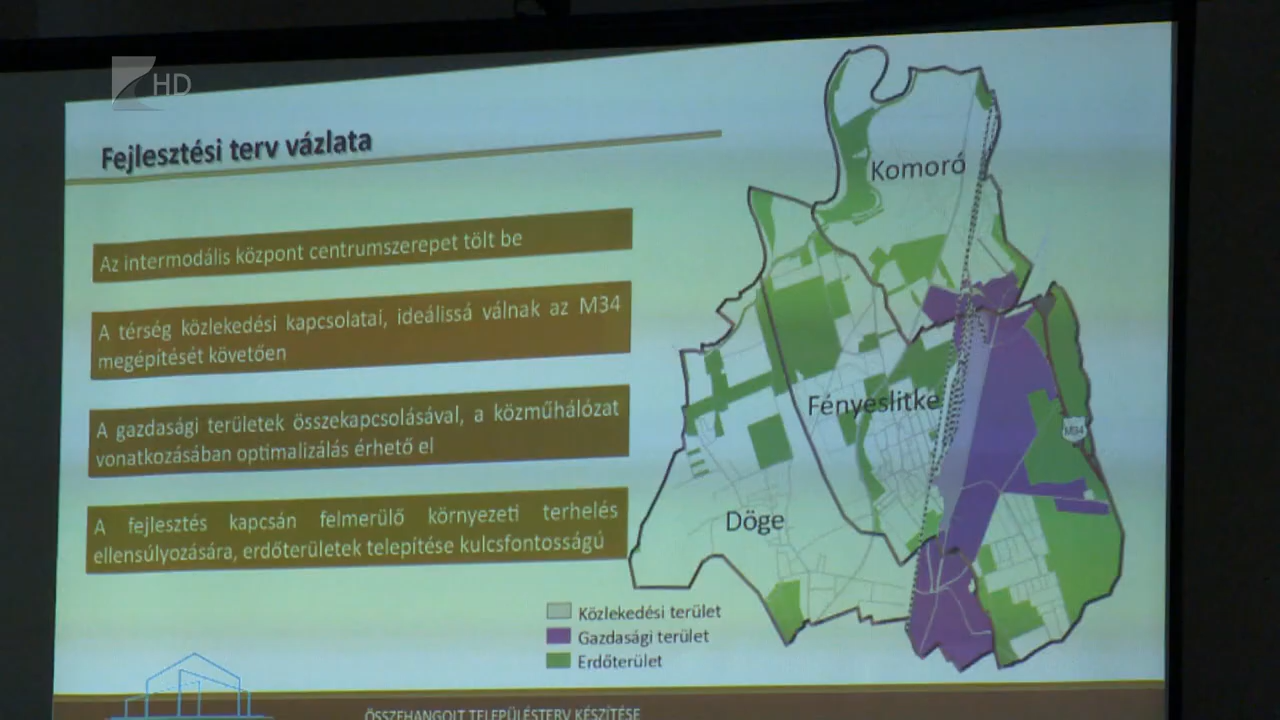 HD
Fejlesztési terv vázlata
Az intermodális központ centrumszerepet tölt be
A térség közlekedési kapcsolatai, ideálissá válnak az M34
megépítését követően
A gazdasági területek összekapcsolásával, a közműhálózat
vonatkozásában optimalizálás érhető el
A fejlesztés kapcsán felmerülő környezeti terhelés
ellensúlyozására, erdőterületek telepítése kulcsfontosságú
Komoró
Fényeslitke
M34
Döge
Közlekedési terület
Gazdasági terület
Erdőterület
ÖSSZEHANGOLT TELEPÜLÉSTERV KÉSZÍTÉSE